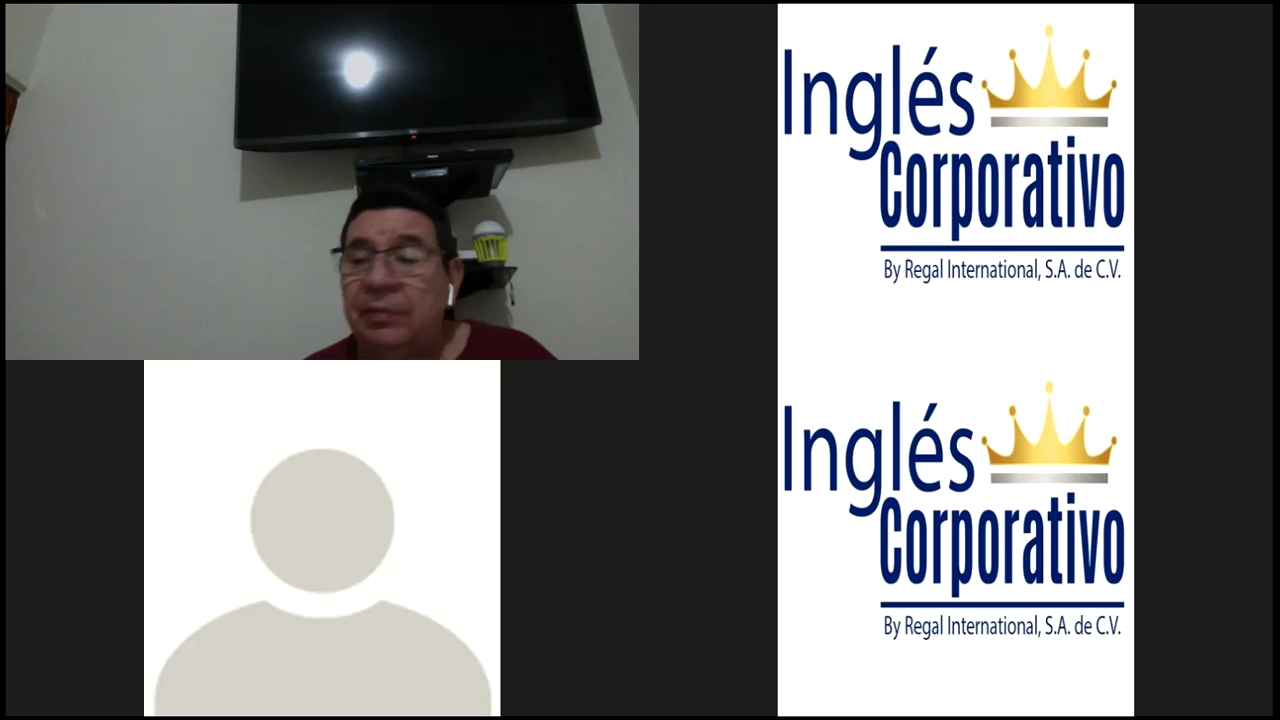 Inglés
Corporativo
By Regal International, S.A. de C.V.
Inglés
Corporativo
By Regal International, S.A. de C.V.